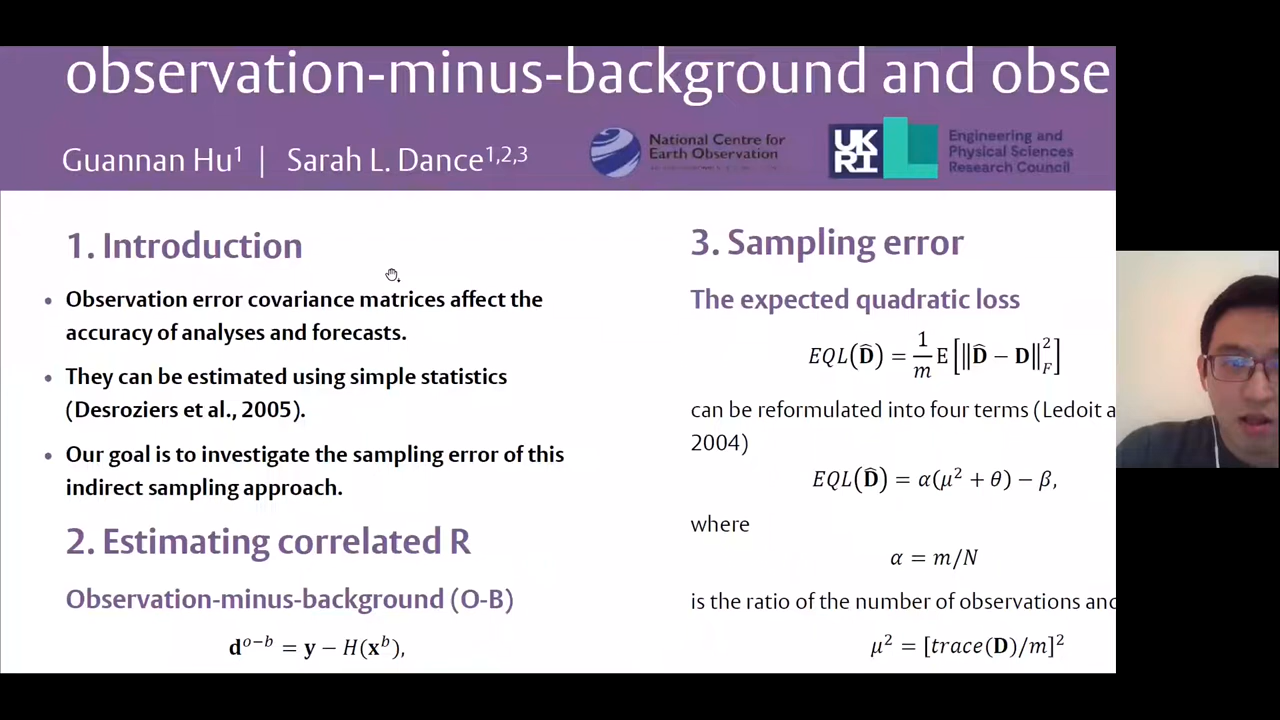 observation-minus-background and obse
Guannan Hu¹ | Sarah L. Dance¹,²,³
National Centre for
Earth Observation
UK
RI
Engineering and
Physical Sciences
Research Council
1. Introduction
• Observation error covariance matrices affect the
accuracy of analyses and forecasts.
• They can be estimated using simple statistics
(Desroziers et al., 2005).
• Our goal is to investigate the sampling error of this
indirect sampling approach.
2. Estimating correlated R
Observation-minus-background (O-B)
d^{o−b} = y − H(x^b),
3. Sampling error
The expected quadratic loss
EQL(D̂) = 1/m E[‖D̂ − D‖²_F]
can be reformulated into four terms (Ledoit a
2004)
EQL(D̂) = α(μ² + θ) − β,
where
α = m/N
is the ratio of the number of observations and
μ² = [trace(D)/m]²